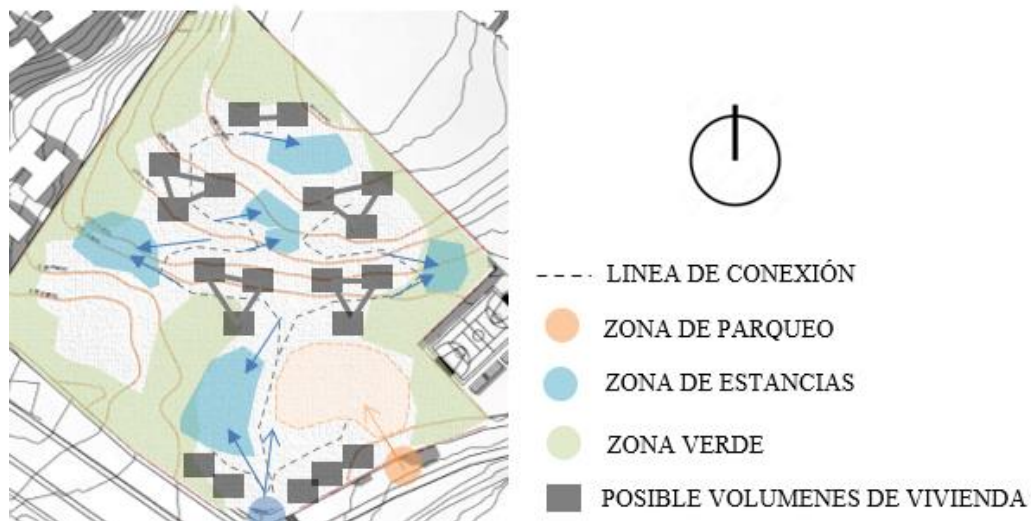 LINEA DE CONEXIÓN
ZONA DE PARQUEO
ZONA DE ESTANCIAS
ZONA VERDE
POSIBLE VOLUMENES DE VIVIENDA